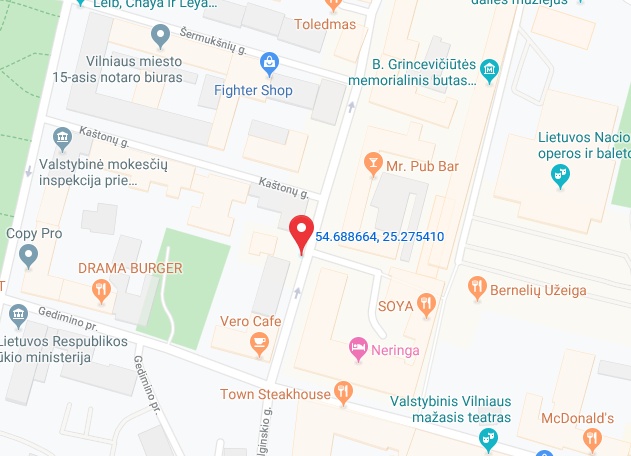 Leib, Chaya ir Leya...
dailės muziejus
Toledmas
Šermukšnių g.
Vilniaus miesto
15-asis notaro biuras
Fighter Shop
B. Grincevičiūtės
memorialinis butas...
Kaštonų g.
Lietuvos Nacio
operos ir baleto
Valstybinė mokesčių
inspekcija prie...
Mr. Pub Bar
Kaštonų g.
Copy Pro
54.688664, 25.275410
DRAMA BURGER
Bernelių Užeiga
SOYA
Gedimino pr.
Vero Cafe
Lietuvos Respublikos
ūkio ministerija
Neringa
Gedimino pr.
Town Steakhouse
Valstybinis Vilniaus
mažasis teatras
McDonald's
ilginskio g.